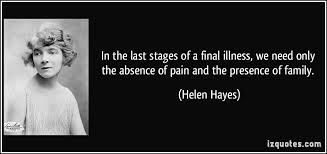 In the last stages of a final illness, we need only
the absence of pain and the presence of family.
(Helen Hayes)
izquotes.com